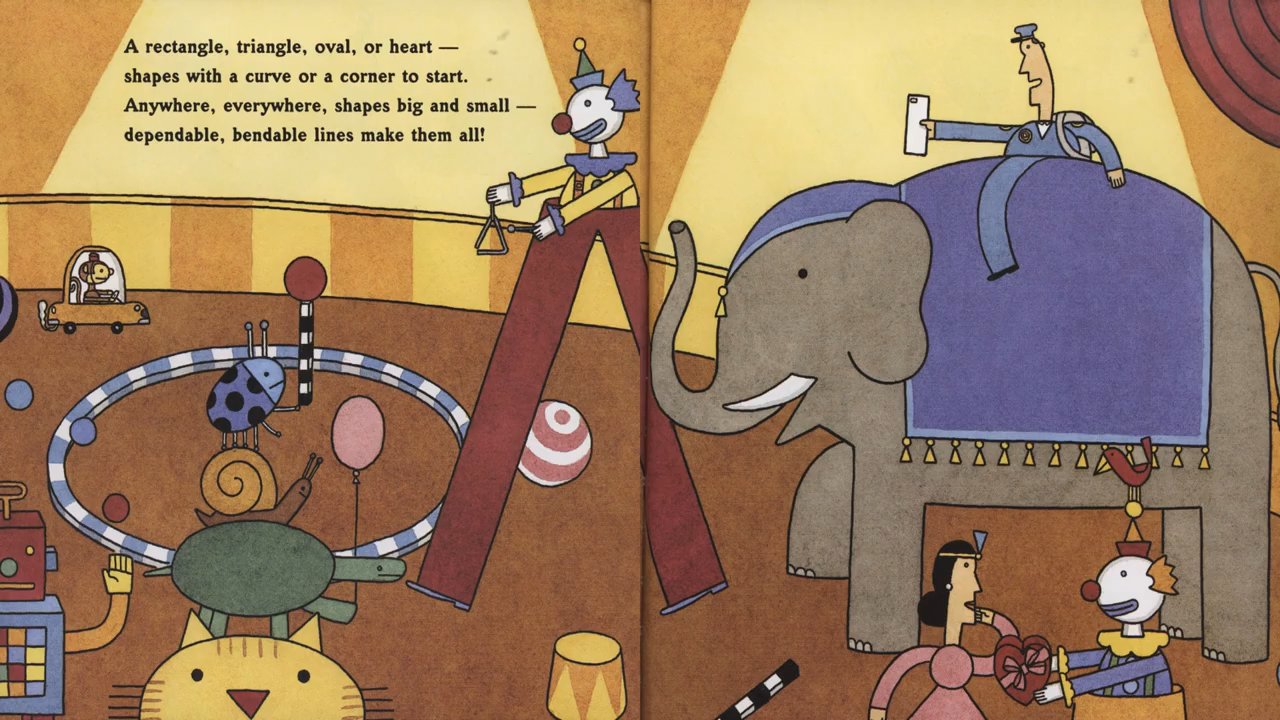 A rectangle, triangle, oval, or heart —
shapes with a curve or a corner to start.
Anywhere, everywhere, shapes big and small —
dependable, bendable lines make them all!